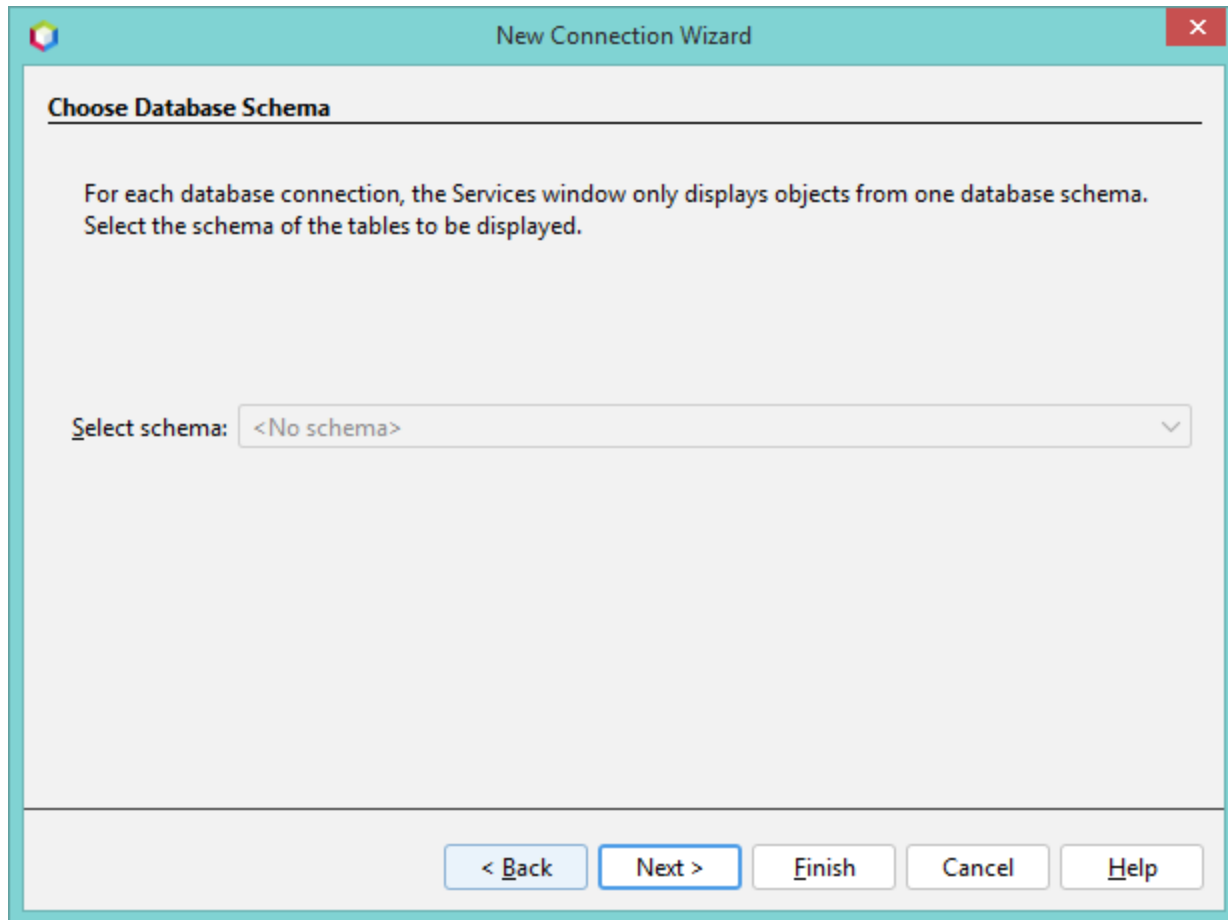 New Connection Wizard
Choose Database Schema
For each database connection, the Services window only displays objects from one database schema.
Select the schema of the tables to be displayed.
Select schema: <No schema>
< Back Next > Finish Cancel Help